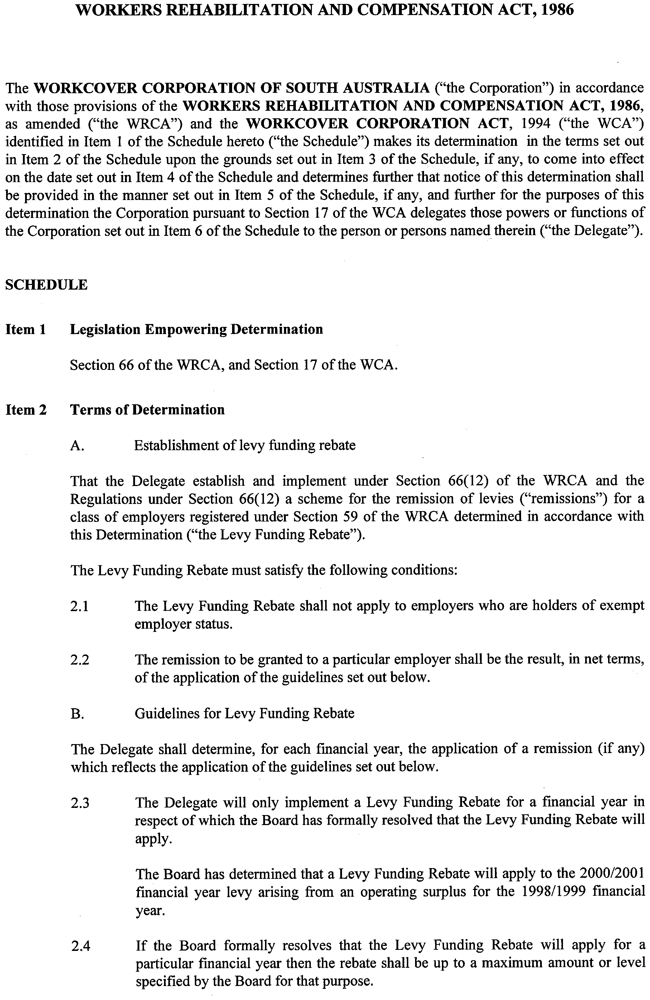 WORKERS REHABILITATION AND COMPENSATION ACT, 1986
The WORKCOVER CORPORATION OF SOUTH AUSTRALIA (“the Corporation”) in accordance
with those provisions of the WORKERS REHABILITATION AND COMPENSATION ACT, 1986,
as amended (“the WRCA”) and the WORKCOVER CORPORATION ACT, 1994 (“the WCA”)
identified in Item 1 of the Schedule hereto (“the Schedule”) makes its determination in the terms set out
in Item 2 of the Schedule upon the grounds set out in Item 3 of the Schedule, if any, to come into effect
on the date set out in Item 4 of the Schedule and determines further that notice of this determination shall
be provided in the manner set out in Item 5 of the Schedule, if any, and further for the purposes of this
determination the Corporation pursuant to Section 17 of the WCA delegates those powers or functions of
the Corporation set out in Item 6 of the Schedule to the person or persons named therein (“the Delegate”).
SCHEDULE
Item 1 Legislation Empowering Determination
Section 66 of the WRCA, and Section 17 of the WCA.
Item 2 Terms of Determination
A. Establishment of levy funding rebate
That the Delegate establish and implement under Section 66(12) of the WRCA and the
Regulations under Section 66(12) a scheme for the remission of levies (“remissions”) for a
class of employers registered under Section 59 of the WRCA determined in accordance with
this Determination (“the Levy Funding Rebate”).
The Levy Funding Rebate must satisfy the following conditions:
2.1 The Levy Funding Rebate shall not apply to employers who are holders of exempt
employer status.
2.2 The remission to be granted to a particular employer shall be the result, in net terms,
of the application of the guidelines set out below.
B. Guidelines for Levy Funding Rebate
The Delegate shall determine, for each financial year, the application of a remission (if any)
which reflects the application of the guidelines set out below.
2.3 The Delegate will only implement a Levy Funding Rebate for a financial year in
respect of which the Board has formally resolved that the Levy Funding Rebate will
apply.
The Board has determined that a Levy Funding Rebate will apply to the 2000/2001
financial year levy arising from an operating surplus for the 1998/1999 financial
year.
2.4 If the Board formally resolves that the Levy Funding Rebate will apply for a
particular financial year then the rebate shall be up to a maximum amount or level
specified by the Board for that purpose.